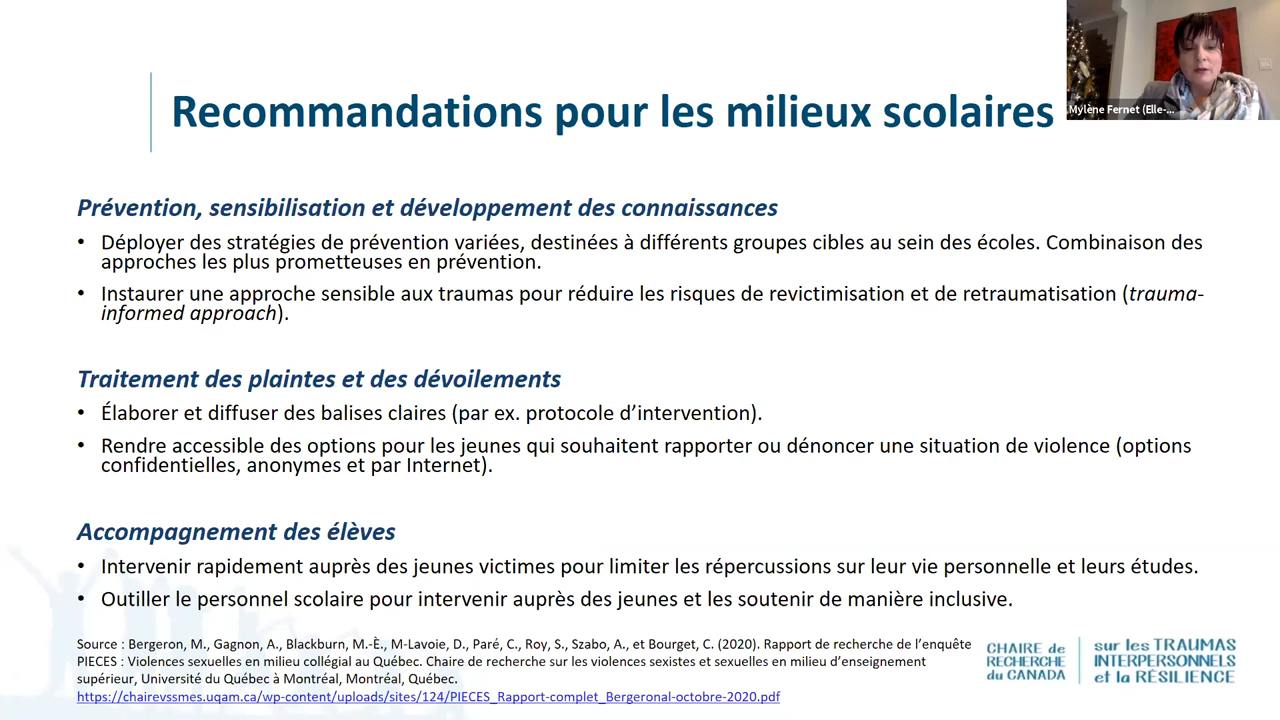 Mylène Fernet (Elle-...
Recommandations pour les milieux scolaires
Prévention, sensibilisation et développement des connaissances
• Déployer des stratégies de prévention variées, destinées à différents groupes cibles au sein des écoles. Combinaison des
approches les plus prometteuses en prévention.
• Instaurer une approche sensible aux traumas pour réduire les risques de revictimisation et de retraumatisation (trauma-
informed approach).
Traitement des plaintes et des dévoilements
• Élaborer et diffuser des balises claires (par ex. protocole d’intervention).
• Rendre accessible des options pour les jeunes qui souhaitent rapporter ou dénoncer une situation de violence (options
confidentielles, anonymes et par Internet).
Accompagnement des élèves
• Intervenir rapidement auprès des jeunes victimes pour limiter les répercussions sur leur vie personnelle et leurs études.
• Outiller le personnel scolaire pour intervenir auprès des jeunes et les soutenir de manière inclusive.
Source : Bergeron, M., Gagnon, A., Blackburn, M.-È., M-Lavoie, D., Paré, C., Roy, S., Szabo, A., et Bourget, C. (2020). Rapport de recherche de l’enquête
PIECES : Violences sexuelles en milieu collégial au Québec. Chaire de recherche sur les violences sexistes et sexuelles en milieu d’enseignement
supérieur, Université du Québec à Montréal, Montréal, Québec.
https://chairevssmes.uqam.ca/wp-content/uploads/sites/124/PIECES_Rapport-complet_Bergeronal-octobre-2020.pdf
CHAIRE de
RECHERCHE
du CANADA
sur les TRAUMAS
INTERPERSONNELS
et la RÉSILIENCE